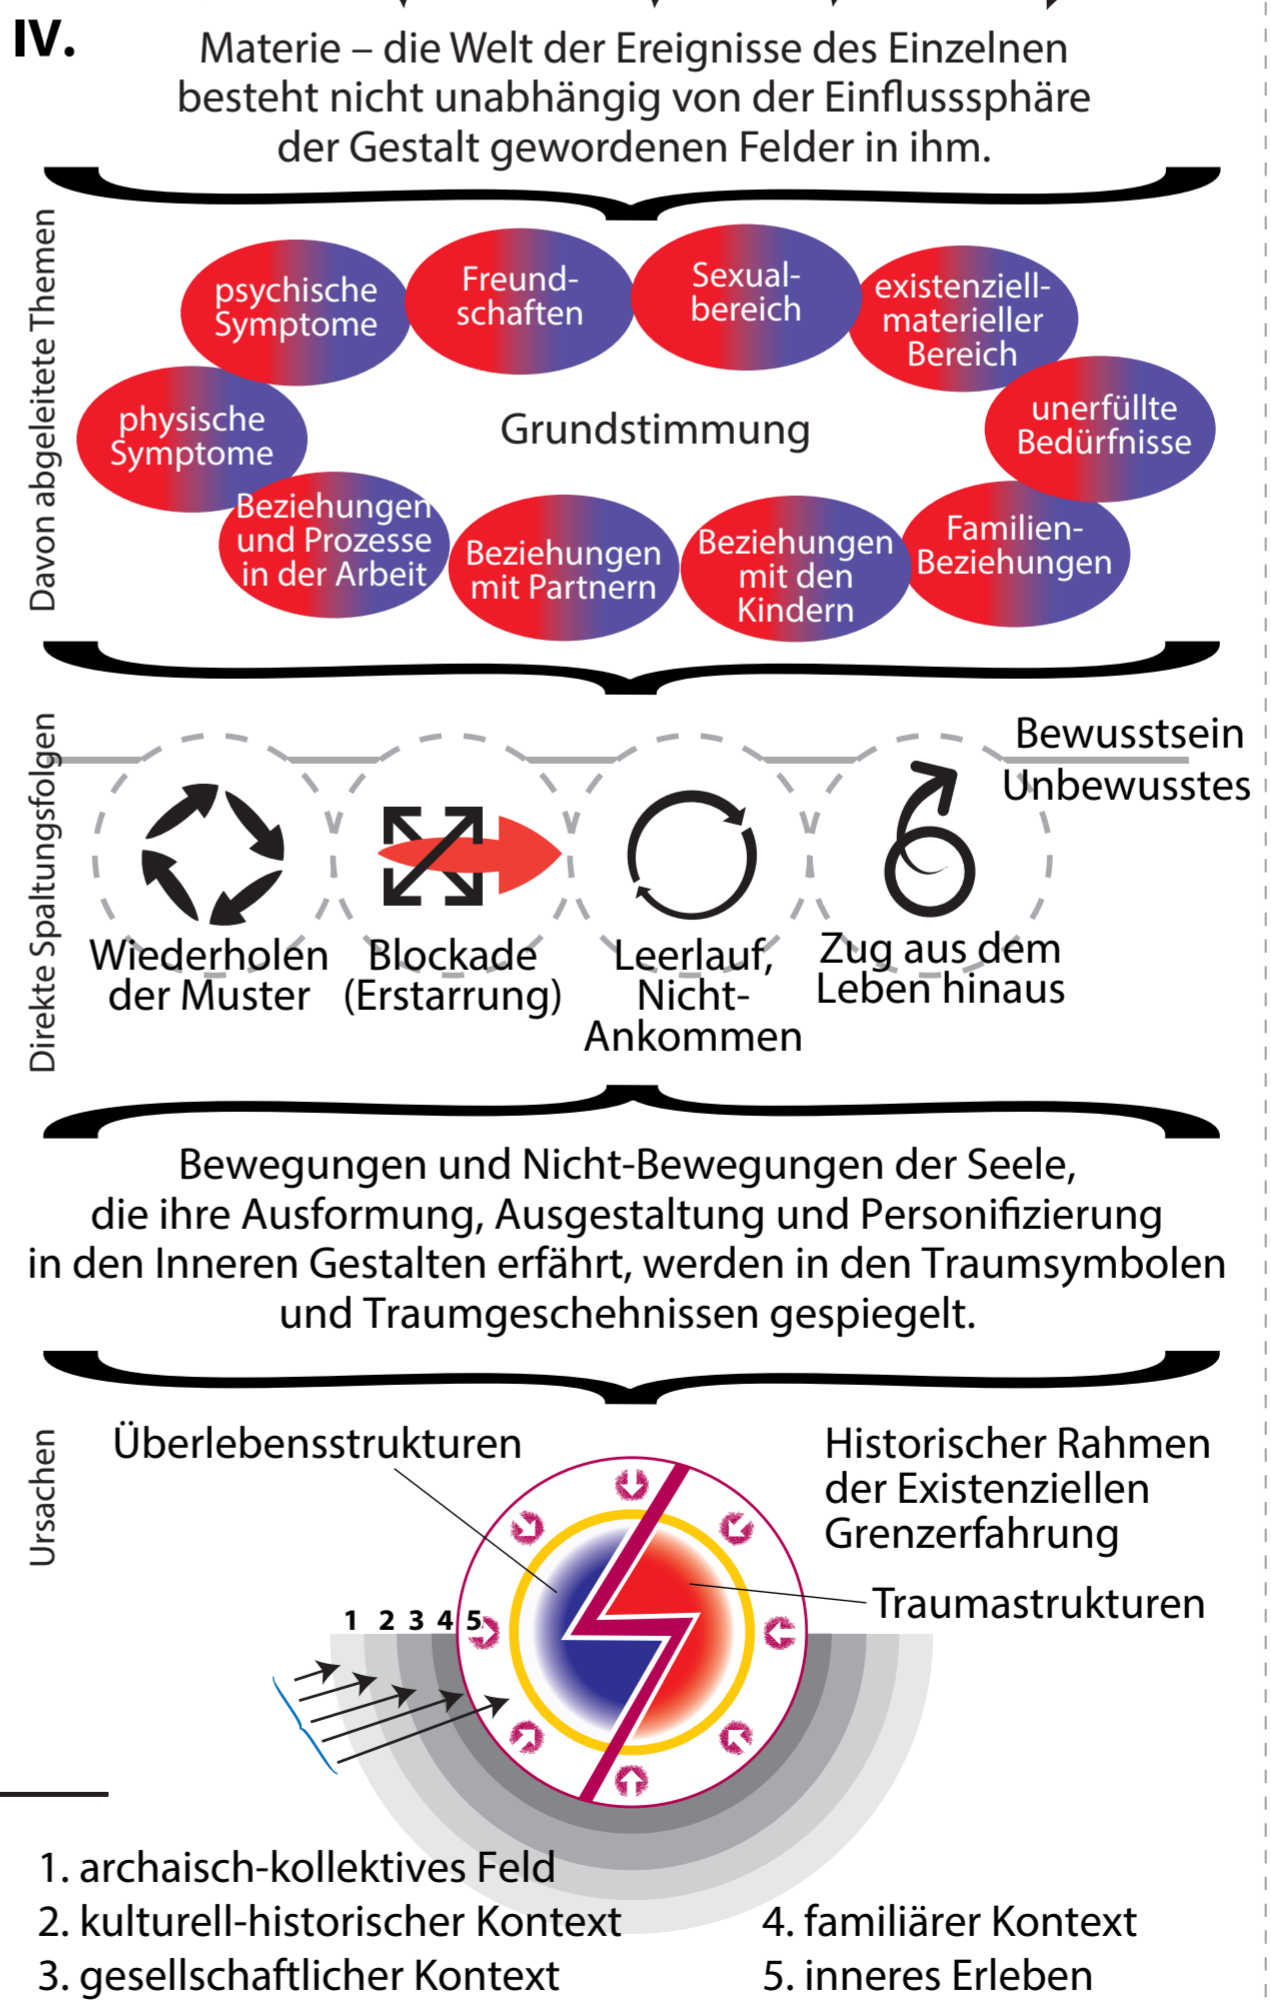 IV.
Materie – die Welt der Ereignisse des Einzelnen
besteht nicht unabhängig von der Einflusssphäre
der Gestalt gewordenen Felder in ihm.
Davon abgeleitete Themen
psychische
Symptome
Freund-
schaften
Sexual-
bereich
existenziell-
materieller
Bereich
physische
Symptome
Grundstimmung
unerfüllte
Bedürfnisse
Beziehungen
und Prozesse
in der Arbeit
Beziehungen
mit Partnern
Beziehungen
mit den
Kindern
Familien-
Beziehungen
Direkte Spaltungsfolgen
Bewusstsein
Unbewusstes
Wiederholen
der Muster
Blockade
(Erstarrung)
Leerlauf,
Nicht-
Ankommen
Zug aus dem
Leben hinaus
Bewegungen und Nicht-Bewegungen der Seele,
die ihre Ausformung, Ausgestaltung und Personifizierung
in den Inneren Gestalten erfährt, werden in den Traumsymbolen
und Traumgeschehnissen gespiegelt.
Ursachen
Überlebensstrukturen
Historischer Rahmen
der Existenziellen
Grenzerfahrung
Traumastrukturen
1 2 3 4 5
1. archaisch-kollektives Feld
2. kulturell-historischer Kontext
3. gesellschaftlicher Kontext
4. familiärer Kontext
5. inneres Erleben